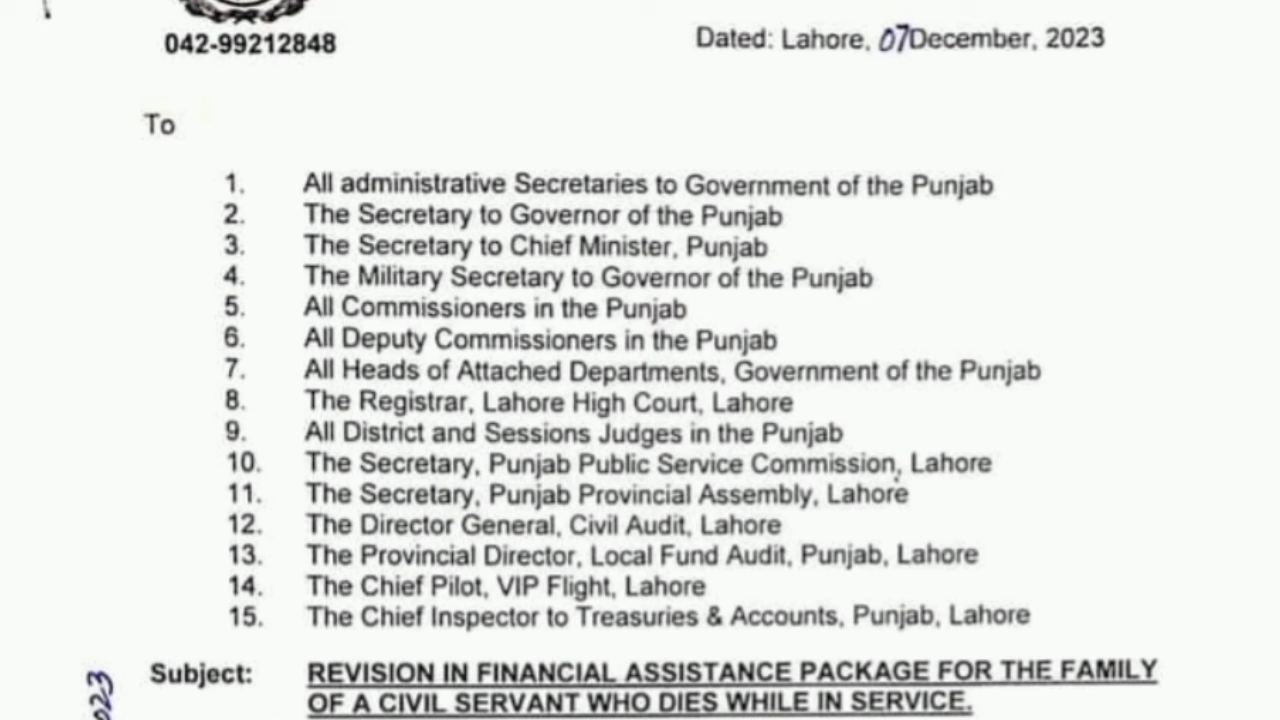 042-99212848
Dated: Lahore, 07December, 2023
To
1. All administrative Secretaries to Government of the Punjab
2. The Secretary to Governor of the Punjab
3. The Secretary to Chief Minister, Punjab
4. The Military Secretary to Governor of the Punjab
5. All Commissioners in the Punjab
6. All Deputy Commissioners in the Punjab
7. All Heads of Attached Departments, Government of the Punjab
8. The Registrar, Lahore High Court, Lahore
9. All District and Sessions Judges in the Punjab
10. The Secretary, Punjab Public Service Commission, Lahore
11. The Secretary, Punjab Provincial Assembly, Lahore
12. The Director General, Civil Audit, Lahore
13. The Provincial Director, Local Fund Audit, Punjab, Lahore
14. The Chief Pilot, VIP Flight, Lahore
15. The Chief Inspector to Treasuries & Accounts, Punjab, Lahore
Subject: REVISION IN FINANCIAL ASSISTANCE PACKAGE FOR THE FAMILY
OF A CIVIL SERVANT WHO DIES WHILE IN SERVICE.